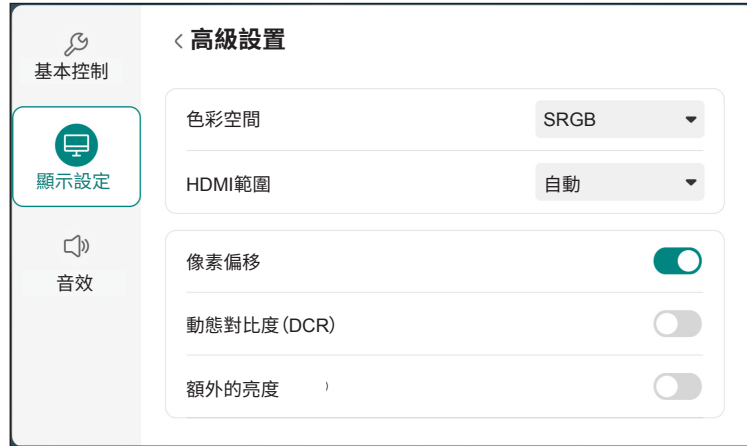 基本控制
顯示設定
音效
高級設置
色彩空間 SRGB
HDMI範圍 自動
像素偏移
動態對比度(DCR)
額外的亮度 )